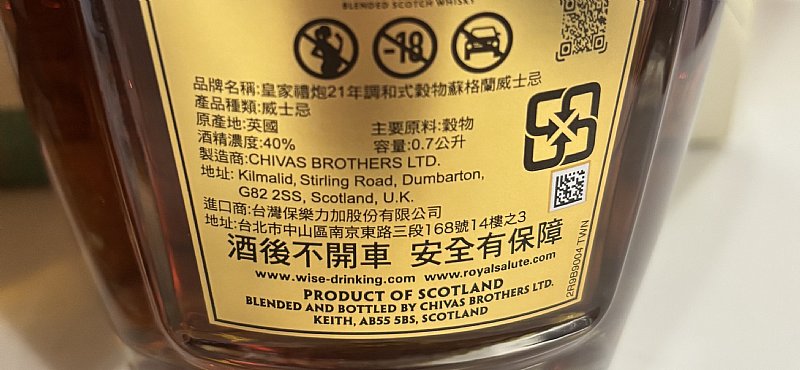 BLENDED SCOTCH WHISKY
-18
品牌名稱:皇家禮炮21年調和式穀物蘇格蘭威士忌
產品種類:威士忌
原產地:英國 主要原料:穀物
酒精濃度:40% 容量:0.7公升
製造商:CHIVAS BROTHERS LTD.
地址: Kilmalid, Stirling Road, Dumbarton,
G82 2SS, Scotland, U.K.
進口商:台灣保樂力加股份有限公司
地址:台北市中山區南京東路三段168號14樓之3
酒後不開車 安全有保障
www.wise-drinking.com www.royalsalute.com
PRODUCT OF SCOTLAND
BLENDED AND BOTTLED BY CHIVAS BROTHERS LTD.
KEITH, AB55 5BS, SCOTLAND
2R9B9004 TWN